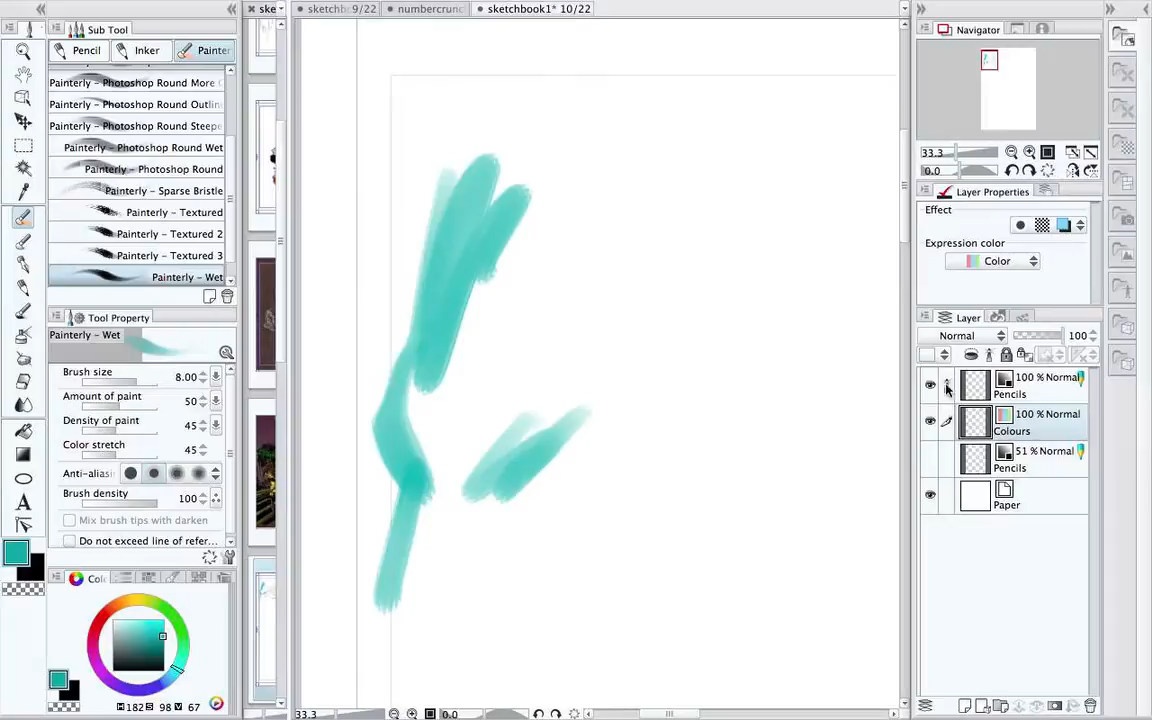 ske
sketchb 9/22
numbercrunc
sketchbook1* 10/22
Sub Tool
Pencil
Inker
Painter
Painterly - Photoshop Round More C
Painterly - Photoshop Round Outlin
Painterly - Photoshop Round Steepe
Painterly - Photoshop Round Wet
Painterly - Photoshop Round
Painterly - Sparse Bristle
Painterly - Textured
Painterly - Textured 2
Painterly - Textured 3
Painterly - Wet
Tool Property
Painterly - Wet
Brush size 8.00
Amount of paint 50
Density of paint 45
Color stretch 45
Anti-aliasi
Brush density 100
Mix brush tips with darken
Do not exceed line of refer...
Colc
H 182 S 98 V 67
33.3
0.0
Navigator
33.3
0.0
Layer Properties
Effect
Expression color
Color
Layer
Normal 100
100 % Normal
Pencils
100 % Normal
Colours
51 % Normal
Pencils
Paper
A